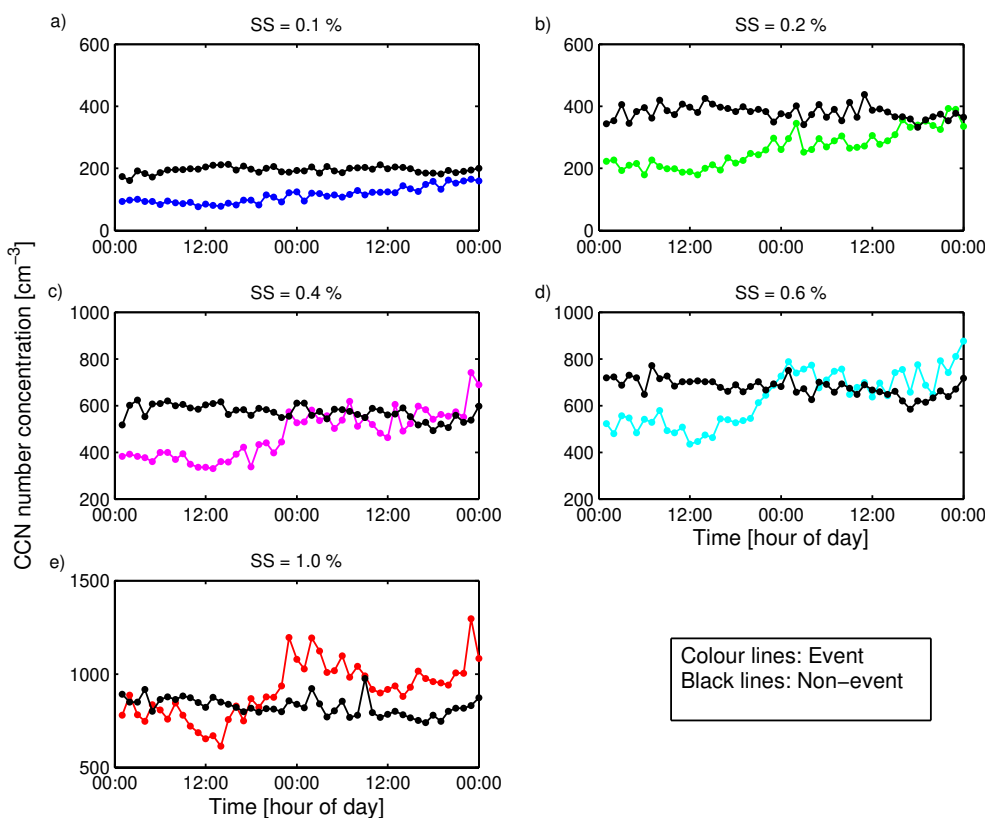 a)
SS = 0.1 %
600
400
200
0
00:00 12:00 00:00 12:00 00:00
b)
SS = 0.2 %
600
400
200
0
00:00 12:00 00:00 12:00 00:00
CCN number concentration [cm−3]
c)
SS = 0.4 %
1000
800
600
400
200
00:00 12:00 00:00 12:00 00:00
d)
SS = 0.6 %
1000
800
600
400
200
00:00 12:00 00:00 12:00 00:00
Time [hour of day]
e)
SS = 1.0 %
1500
1000
500
00:00 12:00 00:00 12:00 00:00
Time [hour of day]
Colour lines: Event
Black lines: Non−event